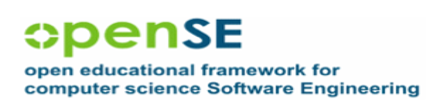 openSE
open educational framework for
computer science Software Engineering